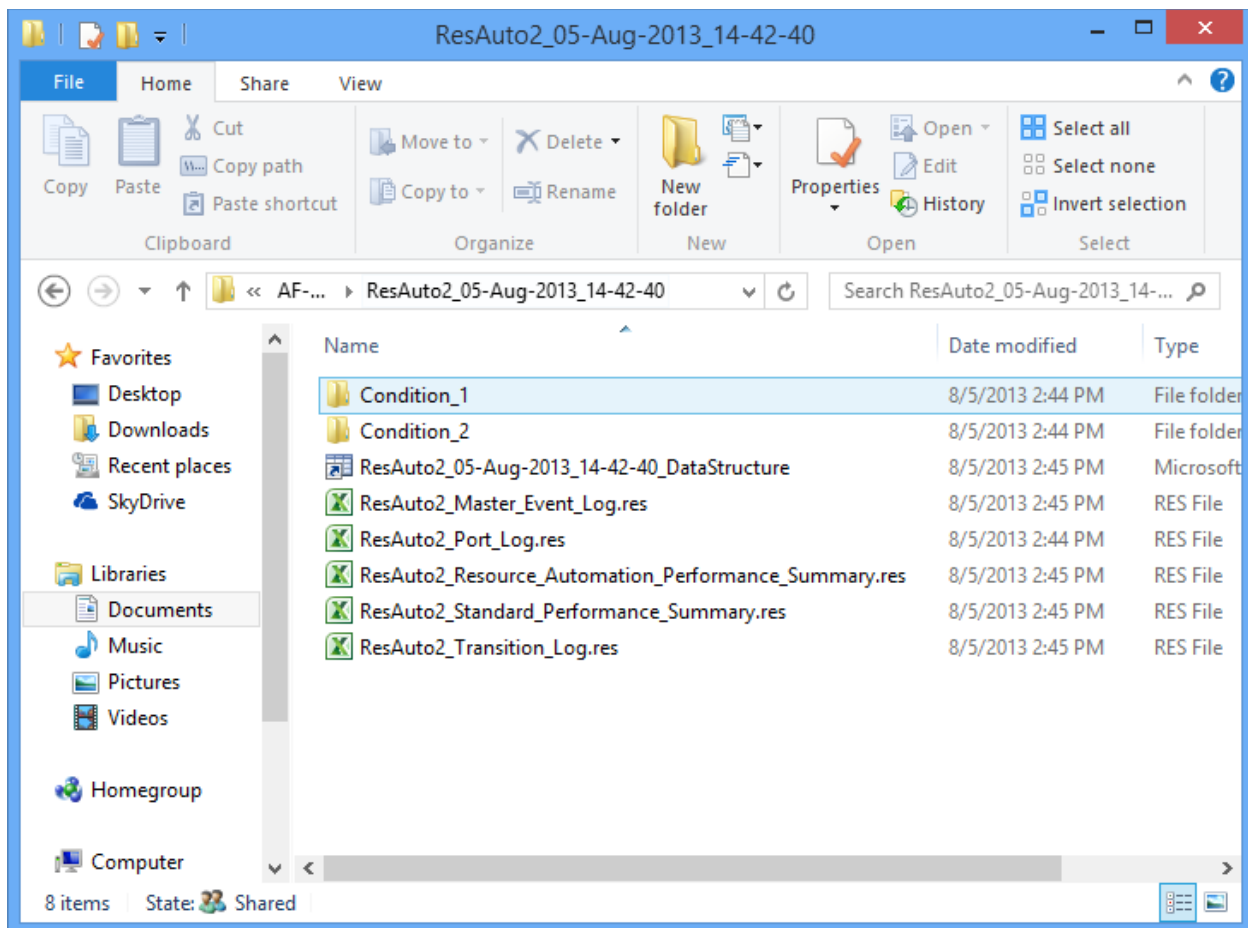 ResAuto2_05-Aug-2013_14-42-40
File Home Share View
Copy
Paste
Cut
Copy path
Paste shortcut
Clipboard
Move to
Copy to
Delete
Rename
Organize
New folder
New
Properties
Open
Edit
History
Open
Select all
Select none
Invert selection
Select
« AF-... ResAuto2_05-Aug-2013_14-42-40
Search ResAuto2_05-Aug-2013_14-...
Favorites
Desktop
Downloads
Recent places
SkyDrive
Libraries
Documents
Music
Pictures
Videos
Homegroup
Computer
Name Date modified Type
Condition_1 8/5/2013 2:44 PM File folder
Condition_2 8/5/2013 2:44 PM File folder
ResAuto2_05-Aug-2013_14-42-40_DataStructure 8/5/2013 2:45 PM Microsoft
ResAuto2_Master_Event_Log.res 8/5/2013 2:45 PM RES File
ResAuto2_Port_Log.res 8/5/2013 2:44 PM RES File
ResAuto2_Resource_Automation_Performance_Summary.res 8/5/2013 2:45 PM RES File
ResAuto2_Standard_Performance_Summary.res 8/5/2013 2:45 PM RES File
ResAuto2_Transition_Log.res 8/5/2013 2:45 PM RES File
8 items State: Shared